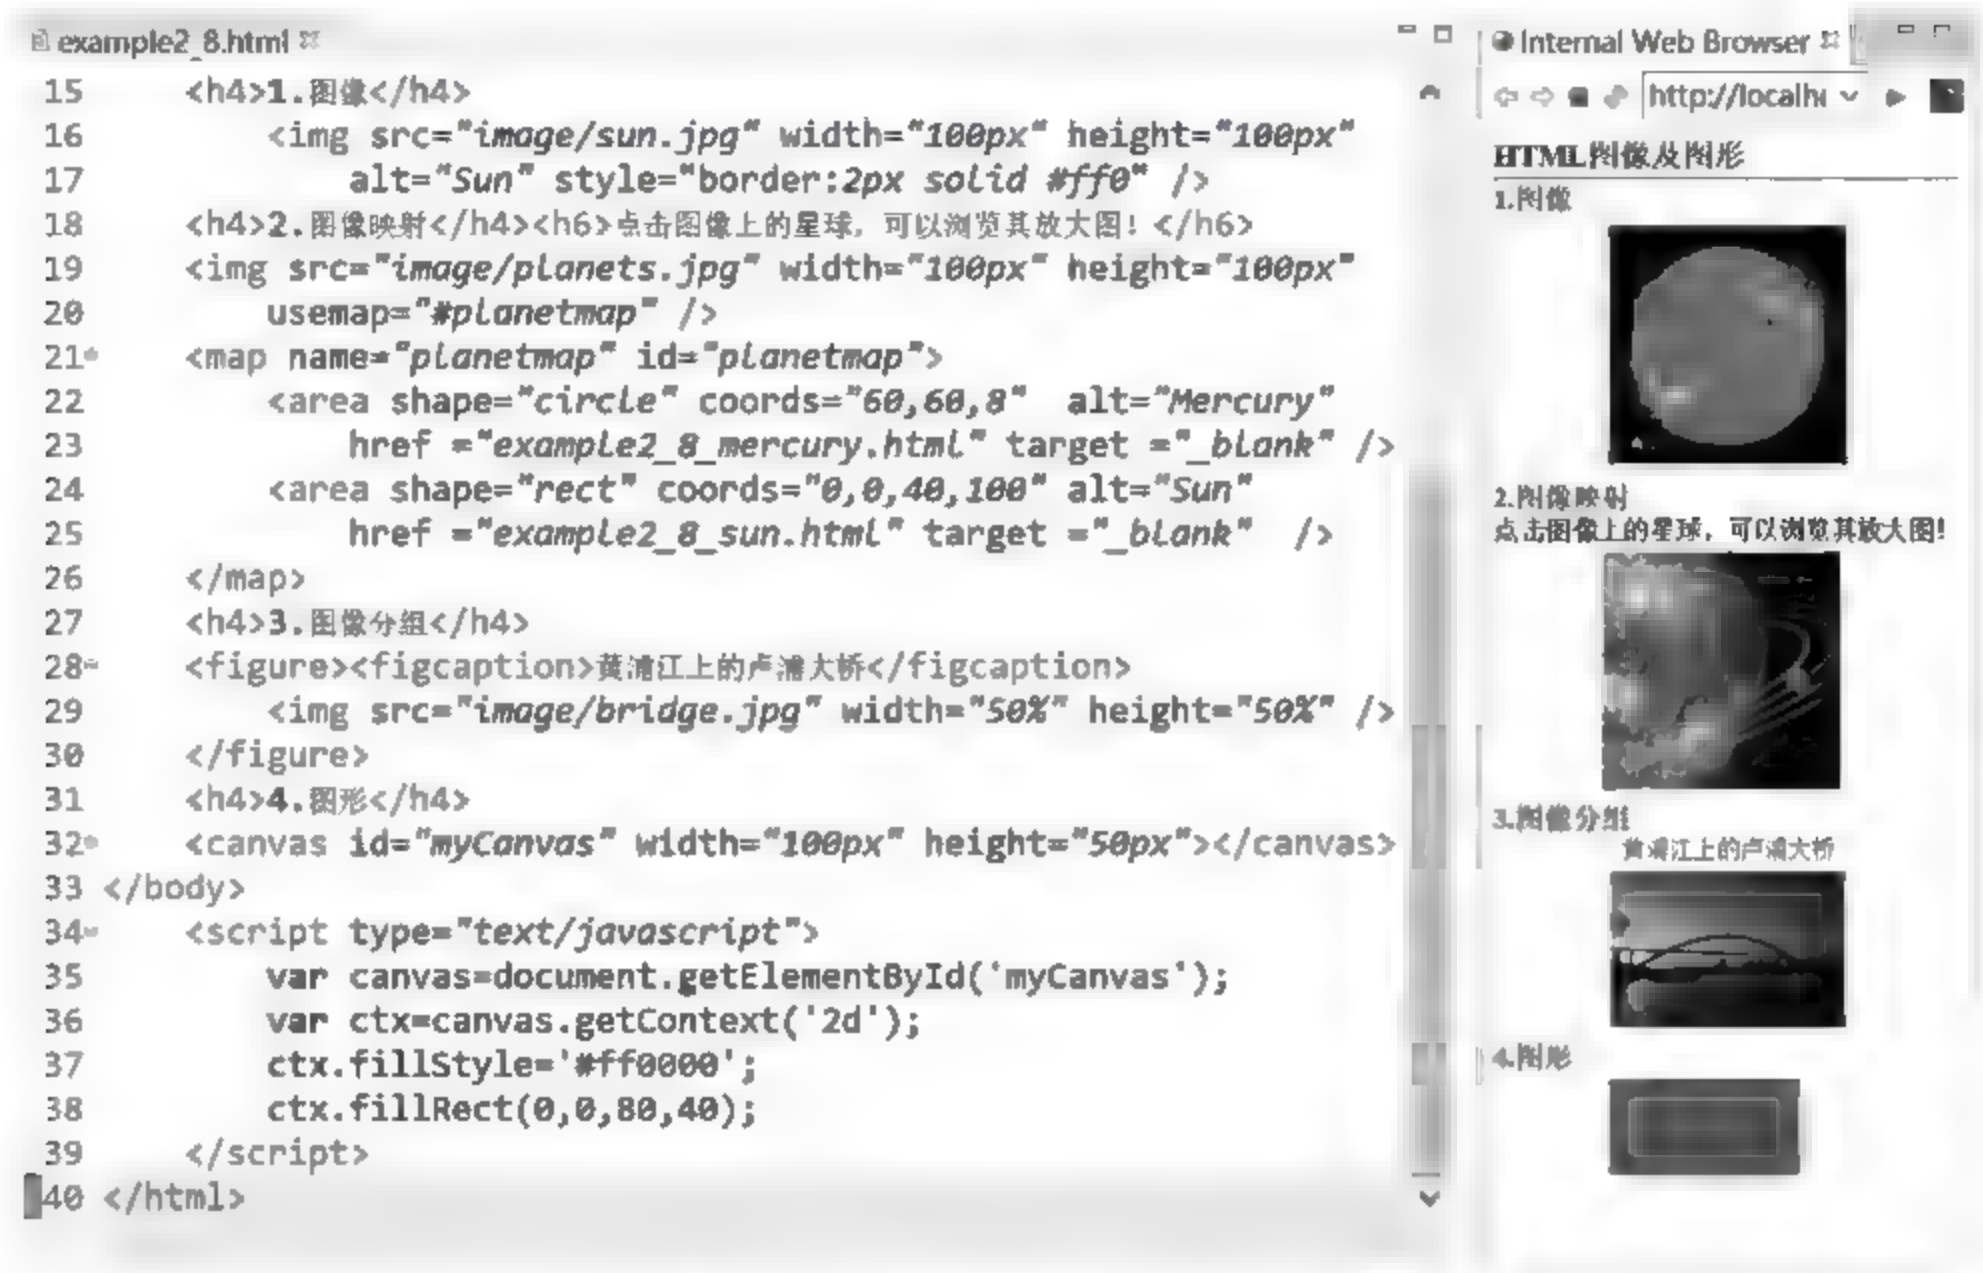 example2_8.html
15 <h4>1.图像</h4>
16 <img src="image/sun.jpg" width="100px" height="100px"
17 alt="Sun" style="border:2px solid #ff0" />
18 <h4>2.图像映射</h4><h6>点击图像上的星球，可以浏览其放大图！</h6>
19 <img src="image/planets.jpg" width="100px" height="100px"
20 usemap="#planetmap" />
21 <map name="planetmap" id="planetmap">
22 <area shape="circle" coords="60,60,8" alt="Mercury"
23 href ="example2_8_mercury.html" target ="_blank" />
24 <area shape="rect" coords="0,0,40,100" alt="Sun"
25 href ="example2_8_sun.html" target ="_blank" />
26 </map>
27 <h4>3.图像分组</h4>
28 <figure><figcaption>黄浦江上的卢浦大桥</figcaption>
29 <img src="image/bridge.jpg" width="50%" height="50%" />
30 </figure>
31 <h4>4.图形</h4>
32 <canvas id="myCanvas" width="100px" height="50px"></canvas>
33 </body>
34 <script type="text/javascript">
35 var canvas=document.getElementById('myCanvas');
36 var ctx=canvas.getContext('2d');
37 ctx.fillStyle='#ff0000';
38 ctx.fillRect(0,0,80,40);
39 </script>
40 </html>
Internal Web Browser
http://localh
HTML图像及图形
1.图像
2.图像映射
点击图像上的星球，可以浏览其放大图！
3.图像分组
黄浦江上的卢浦大桥
4.图形